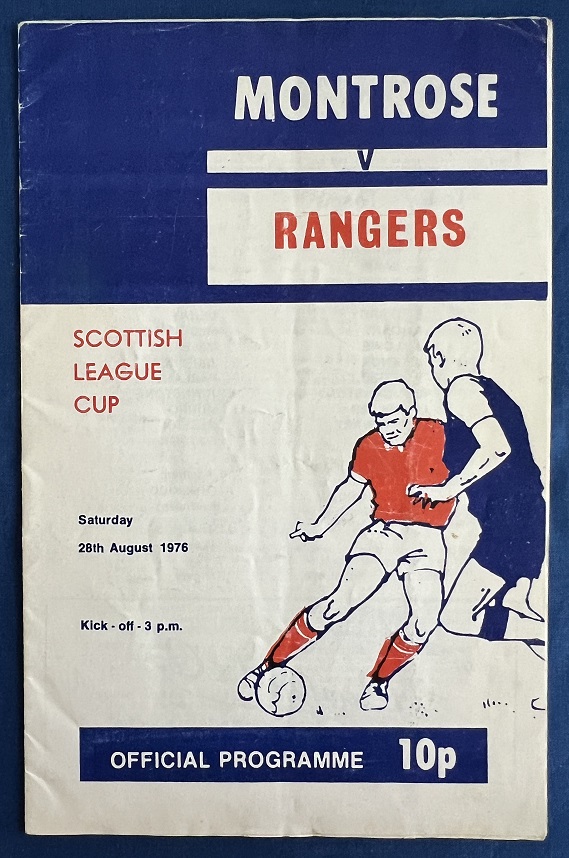 MONTROSE
v
RANGERS
SCOTTISH
LEAGUE
CUP
Saturday
28th August 1976
Kick - off - 3 p.m.
OFFICIAL PROGRAMME 10p